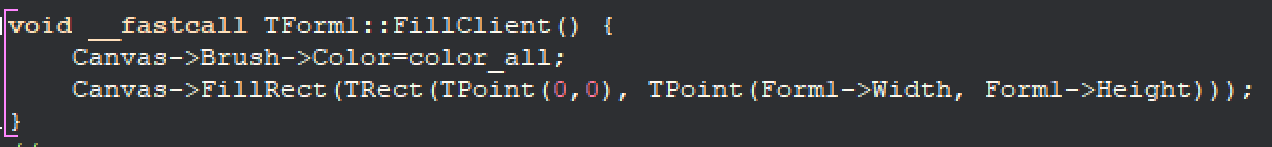 void __fastcall TForm1::FillClient() {
    Canvas->Brush->Color=color_all;
    Canvas->FillRect(TRect(TPoint(0,0), TPoint(Form1->Width, Form1->Height)));
}